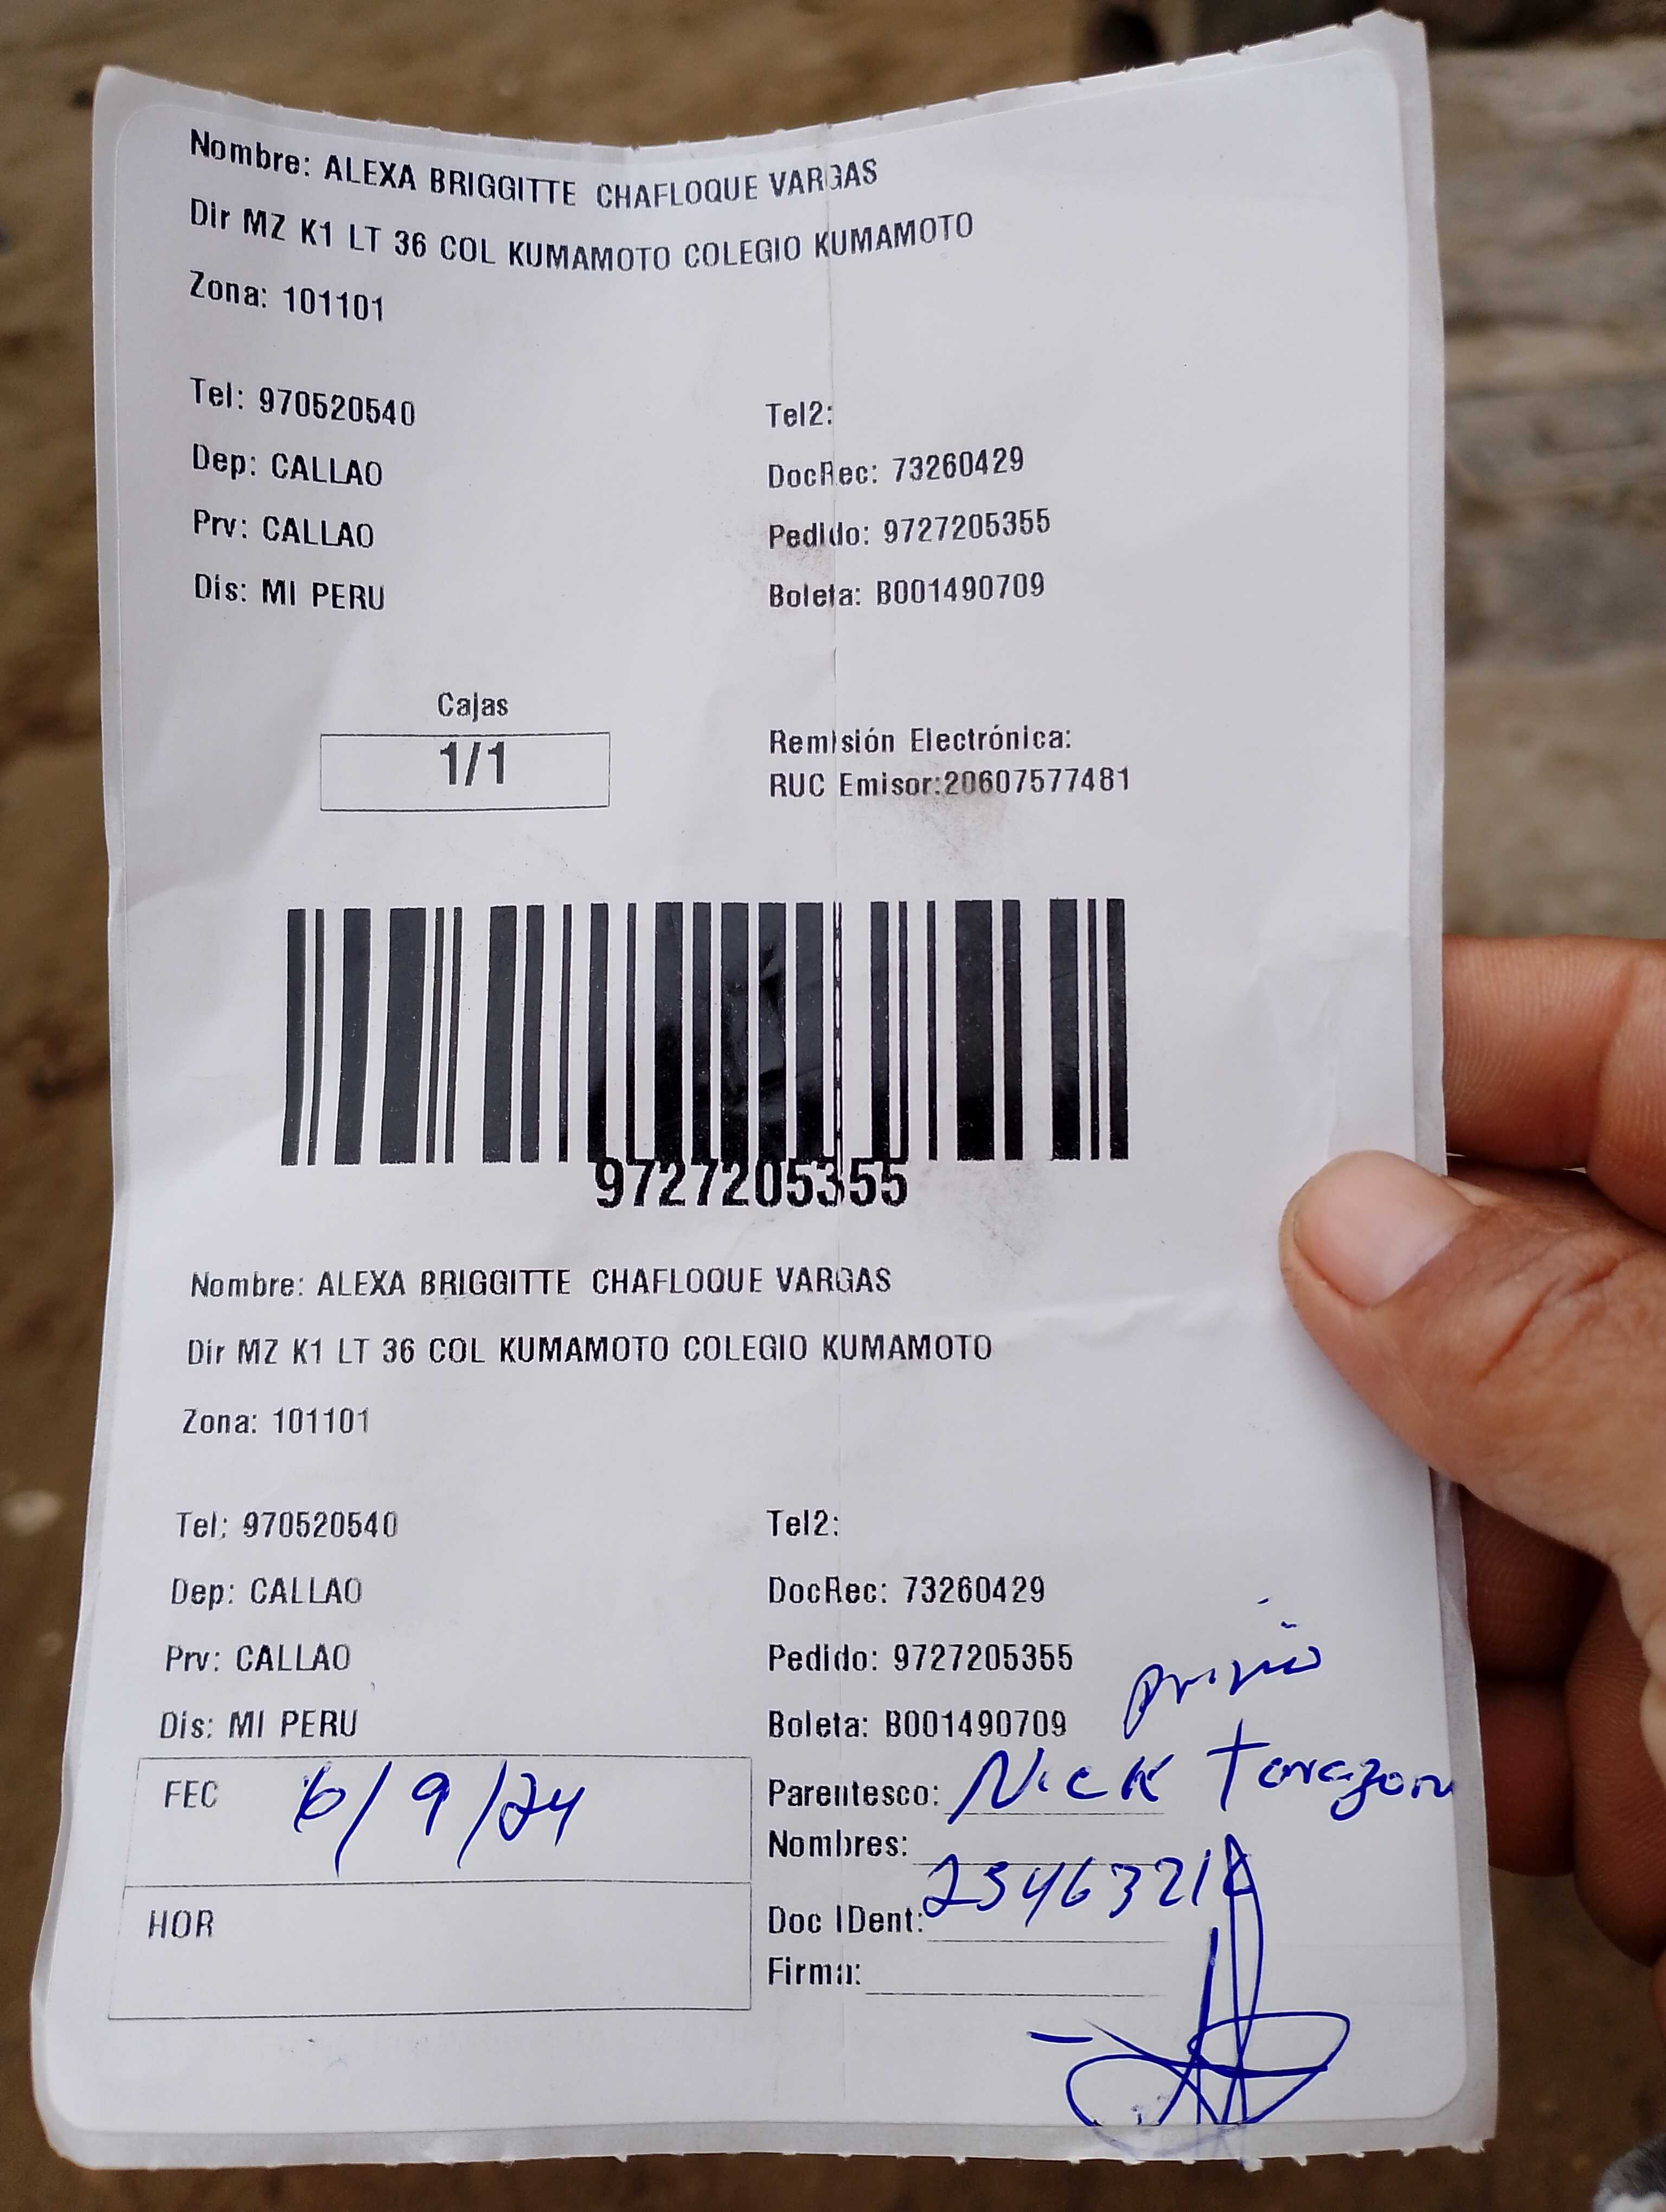 Nombre: ALEXA BRIGGITTE CHAFLOQUE VARGAS
Dir MZ K1 LT 36 COL KUMAMOTO COLEGIO KUMAMOTO
Zona: 101101
Tel: 970520540
Tel2:
Dep: CALLAO
DocRec: 73260429
Prv: CALLAO
Pedido: 9727205355
Dis: MI PERU
Boleta: B001490709
Cajas
1/1
Remisión Electrónica:
RUC Emisor:20607577481
9727205355
Nombre: ALEXA BRIGGITTE CHAFLOQUE VARGAS
Dir MZ K1 LT 36 COL KUMAMOTO COLEGIO KUMAMOTO
Zona: 101101
Tel: 970520540
Tel2:
Dep: CALLAO
DocRec: 73260429
Prv: CALLAO
Pedido: 9727205355
Dis: MI PERU
Boleta: B001490709
FEC 6/9/24
Parentesco: Nick
Nombres:
HOR
Doc IDent:
Firma: